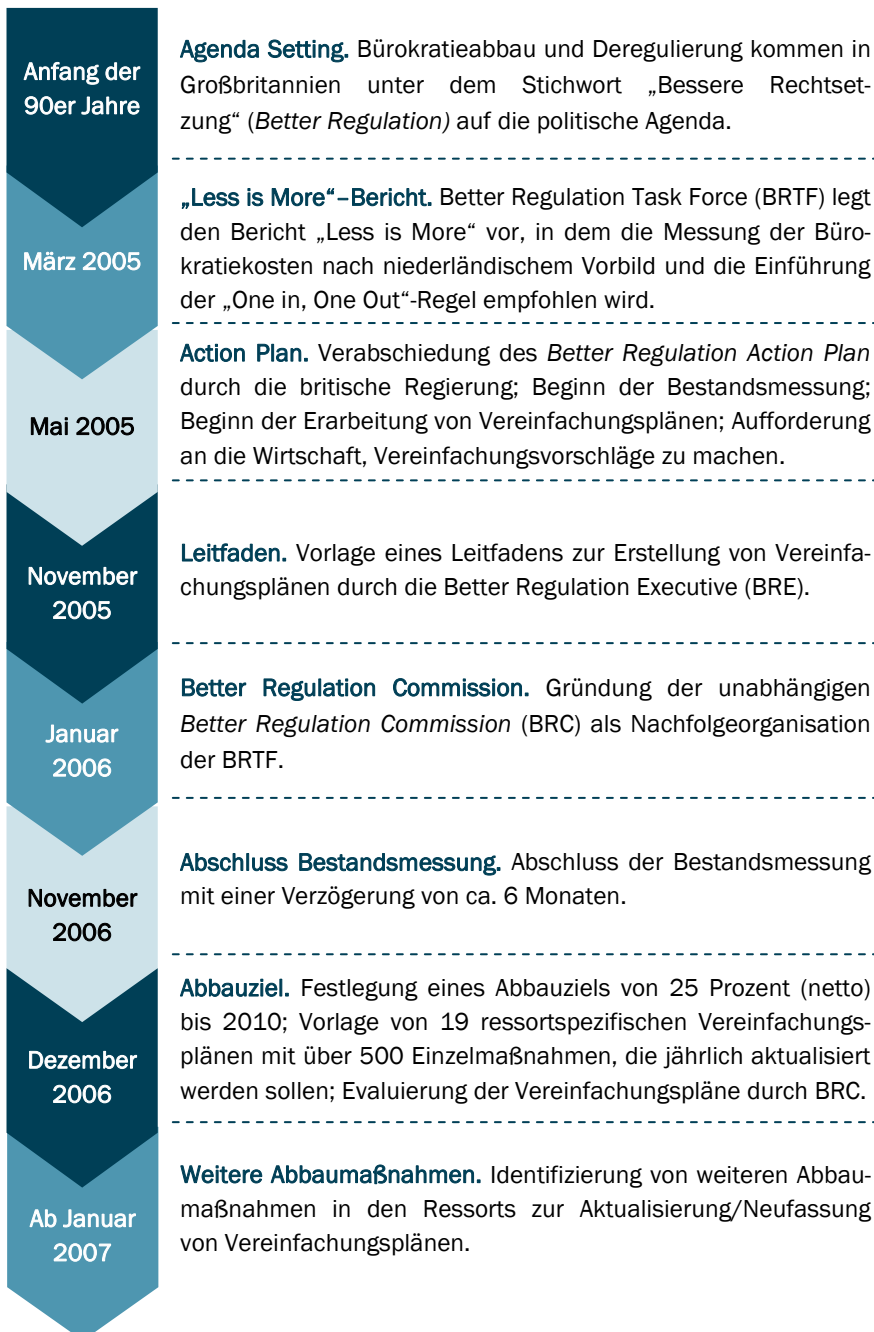 Anfang der
90er Jahre
Agenda Setting. Bürokratieabbau und Deregulierung kommen in
Großbritannien unter dem Stichwort „Bessere Rechtset-
zung“ (Better Regulation) auf die politische Agenda.
März 2005
„Less is More“–Bericht. Better Regulation Task Force (BRTF) legt
den Bericht „Less is More“ vor, in dem die Messung der Büro-
kratiekosten nach niederländischem Vorbild und die Einführung
der „One in, One Out“-Regel empfohlen wird.
Mai 2005
Action Plan. Verabschiedung des Better Regulation Action Plan
durch die britische Regierung; Beginn der Bestandsmessung;
Beginn der Erarbeitung von Vereinfachungsplänen; Aufforderung
an die Wirtschaft, Vereinfachungsvorschläge zu machen.
November
2005
Leitfaden. Vorlage eines Leitfadens zur Erstellung von Vereinfa-
chungsplänen durch die Better Regulation Executive (BRE).
Januar
2006
Better Regulation Commission. Gründung der unabhängigen
Better Regulation Commission (BRC) als Nachfolgeorganisation
der BRTF.
November
2006
Abschluss Bestandsmessung. Abschluss der Bestandsmessung
mit einer Verzögerung von ca. 6 Monaten.
Dezember
2006
Abbauziel. Festlegung eines Abbauziels von 25 Prozent (netto)
bis 2010; Vorlage von 19 ressortspezifischen Vereinfachungs-
plänen mit über 500 Einzelmaßnahmen, die jährlich aktualisiert
werden sollen; Evaluierung der Vereinfachungspläne durch BRC.
Ab Januar
2007
Weitere Abbaumaßnahmen. Identifizierung von weiteren Abbau-
maßnahmen in den Ressorts zur Aktualisierung/Neufassung
von Vereinfachungsplänen.